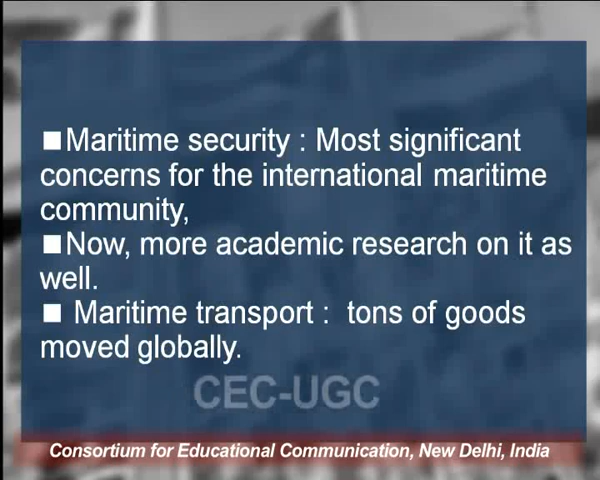 ■Maritime security : Most significant
concerns for the international maritime
community,
■Now, more academic research on it as
well.
■ Maritime transport :  tons of goods
moved globally.
CEC-UGC
Consortium for Educational Communication, New Delhi, India